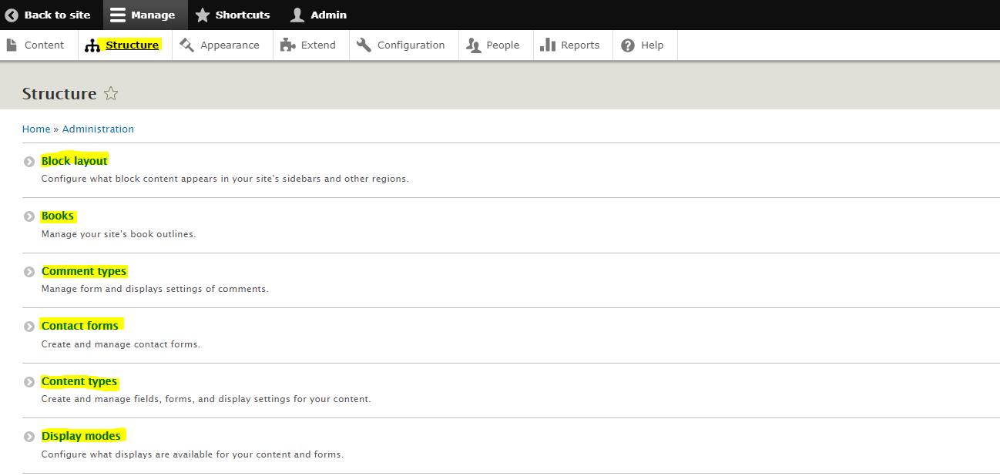 Back to site Manage Shortcuts Admin
Content Structure Appearance Extend Configuration People Reports Help
Structure
Home » Administration
Block layout
Configure what block content appears in your site's sidebars and other regions.
Books
Manage your site's book outlines.
Comment types
Manage form and displays settings of comments.
Contact forms
Create and manage contact forms.
Content types
Create and manage fields, forms, and display settings for your content.
Display modes
Configure what displays are available for your content and forms.